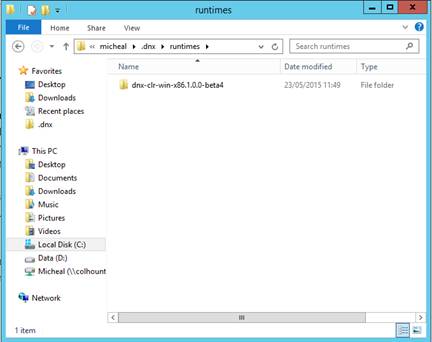 runtimes
File
Home
Share
View
« micheal ▸ .dnx ▸ runtimes ▸
Search runtimes
Name
Date modified
Type
dnx-clr-win-x86.1.0.0-beta4
23/05/2015 11:49
File folder
Favorites
Desktop
Downloads
Recent places
.dnx
This PC
Desktop
Documents
Downloads
Music
Pictures
Videos
Local Disk (C:)
Data (D:)
Micheal (\\colhount
Network
1 item